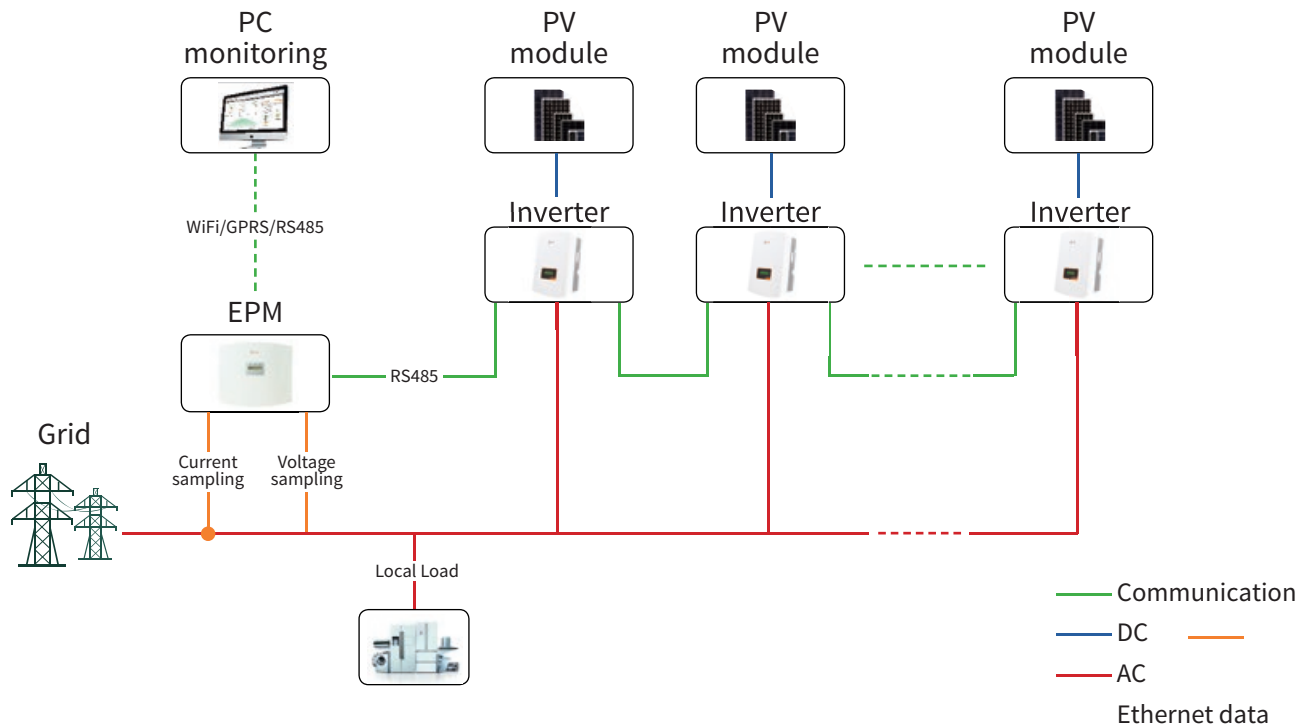 PC
monitoring
PV
module
PV
module
PV
module
WiFi/GPRS/RS485
Inverter
Inverter
Inverter
EPM
RS485
Grid
Current
sampling
Voltage
sampling
Local Load
Communication
DC
AC
Ethernet data